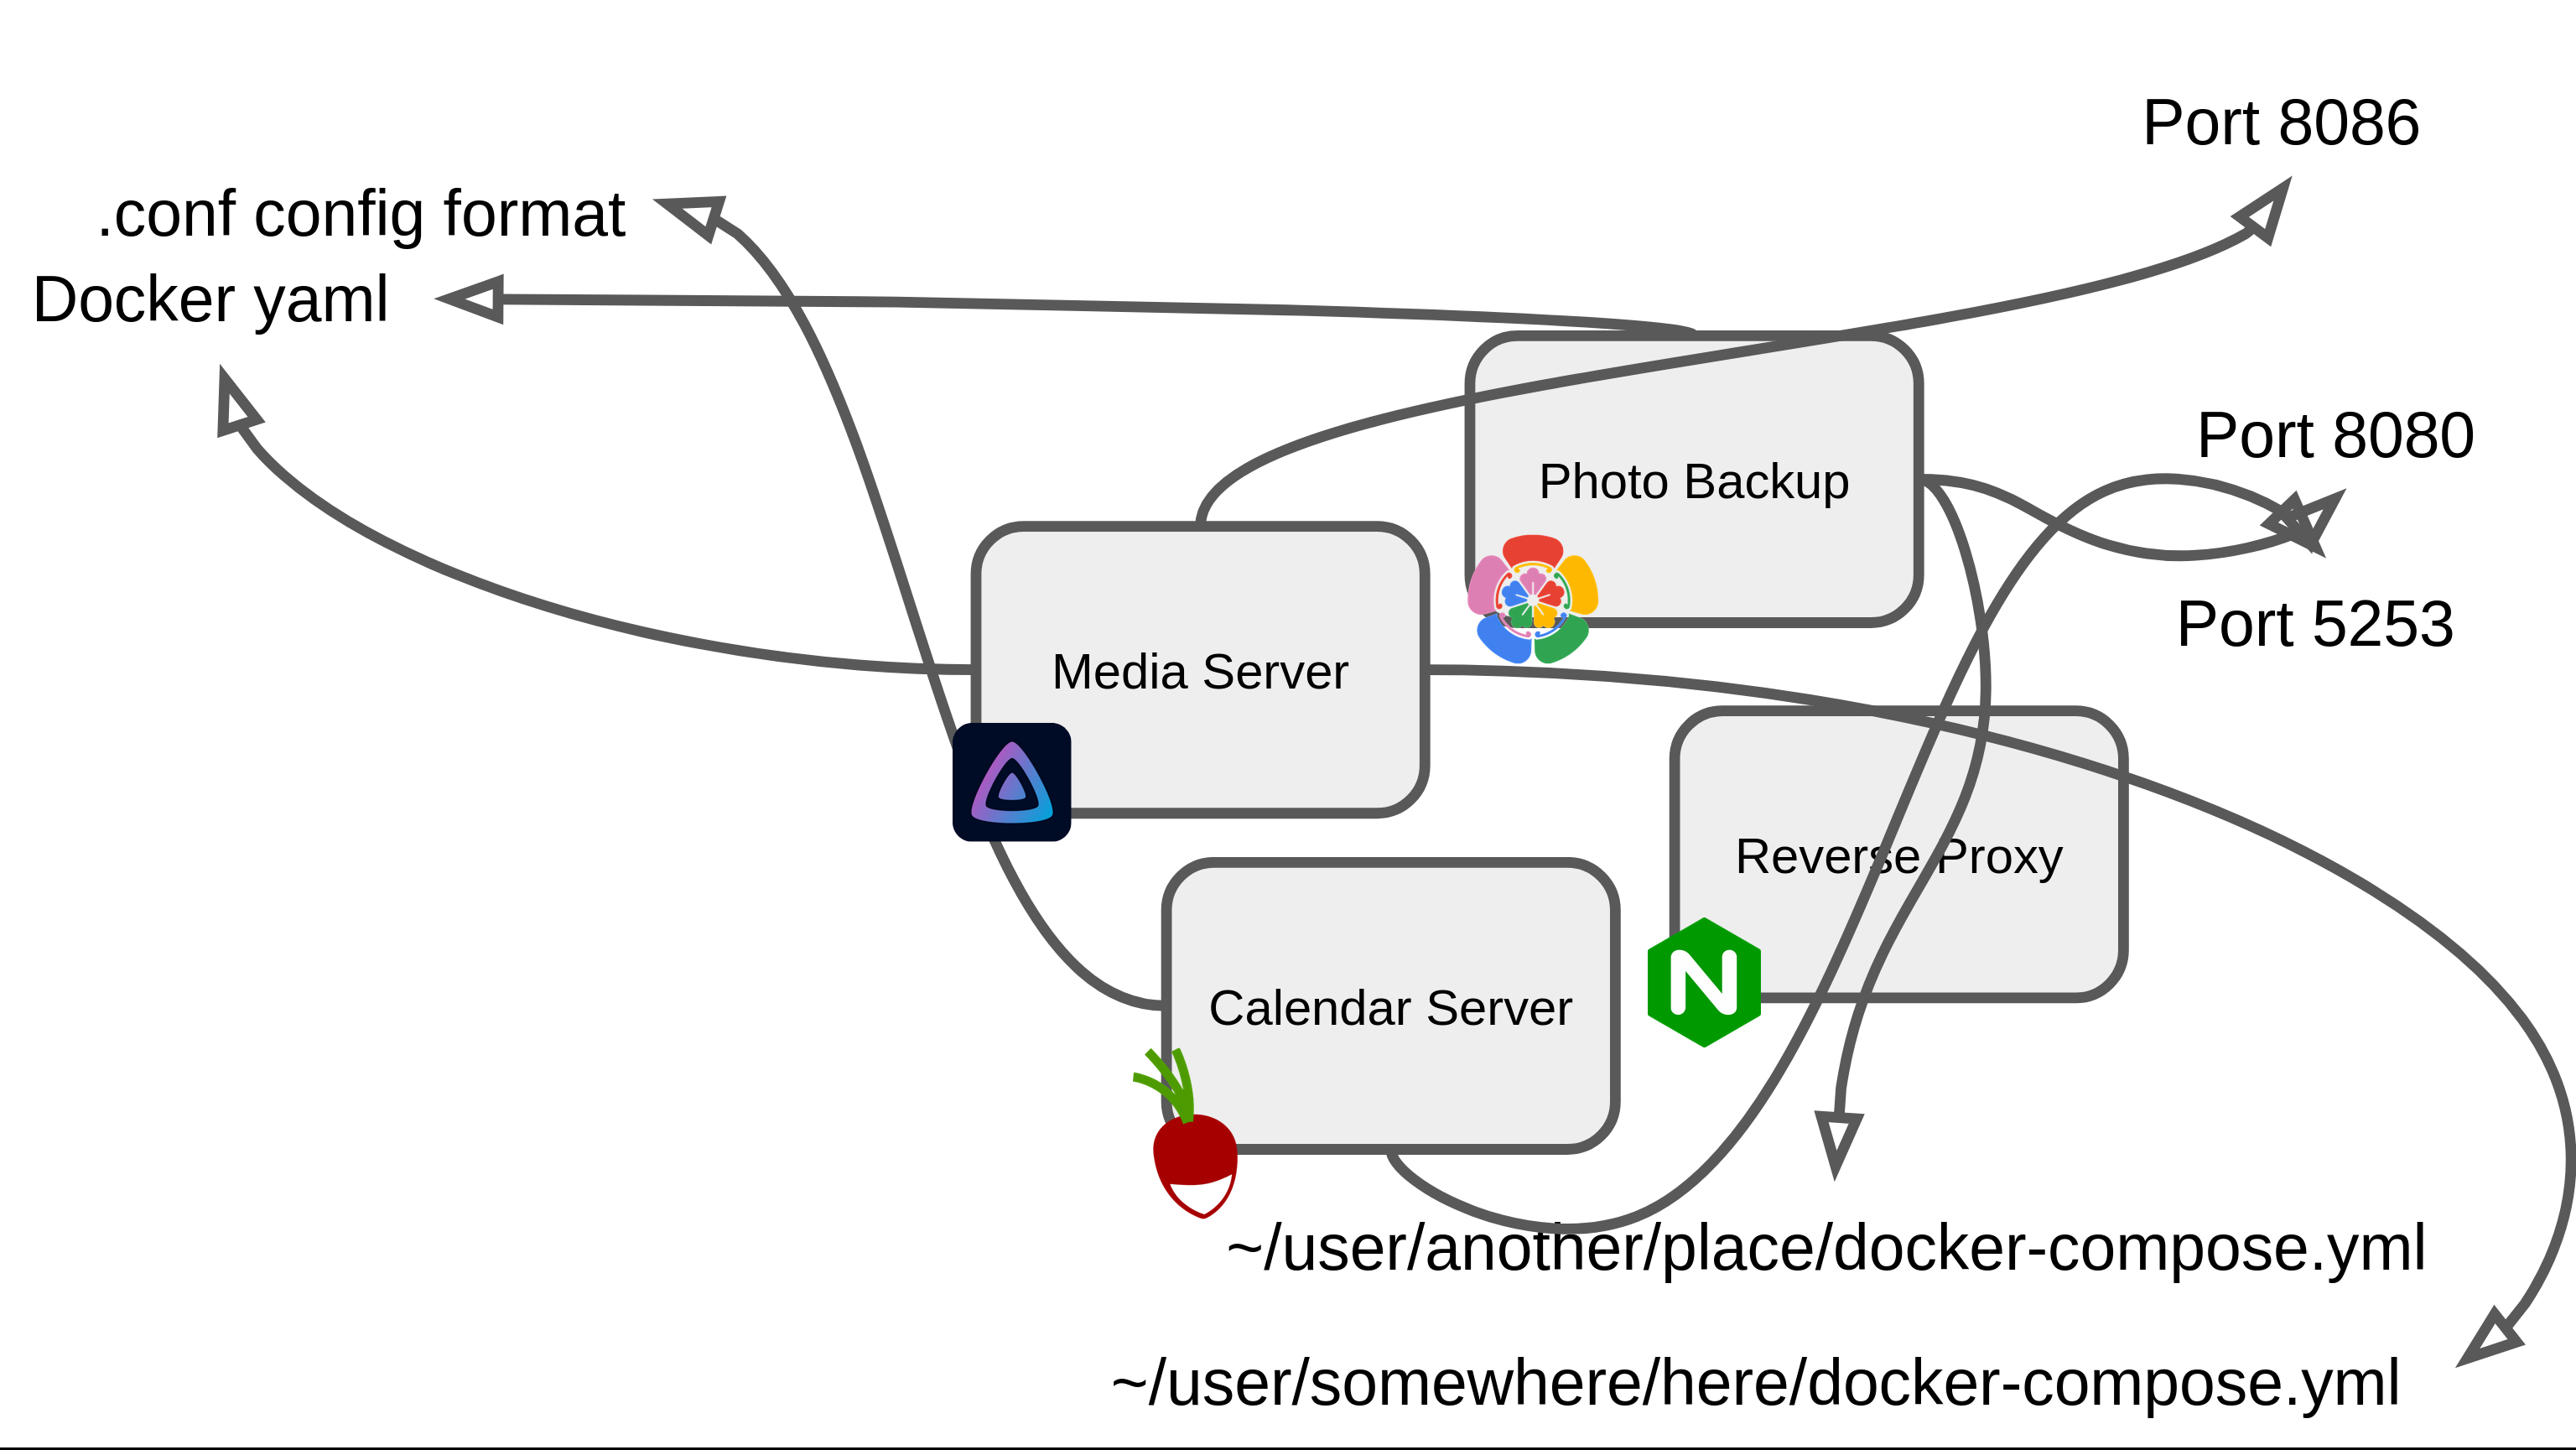 Port 8086
.conf config format
Docker yaml
Port 8080
Photo Backup
Port 5253
Media Server
Reverse Proxy
Calendar Server
~/user/another/place/docker-compose.yml
~/user/somewhere/here/docker-compose.yml